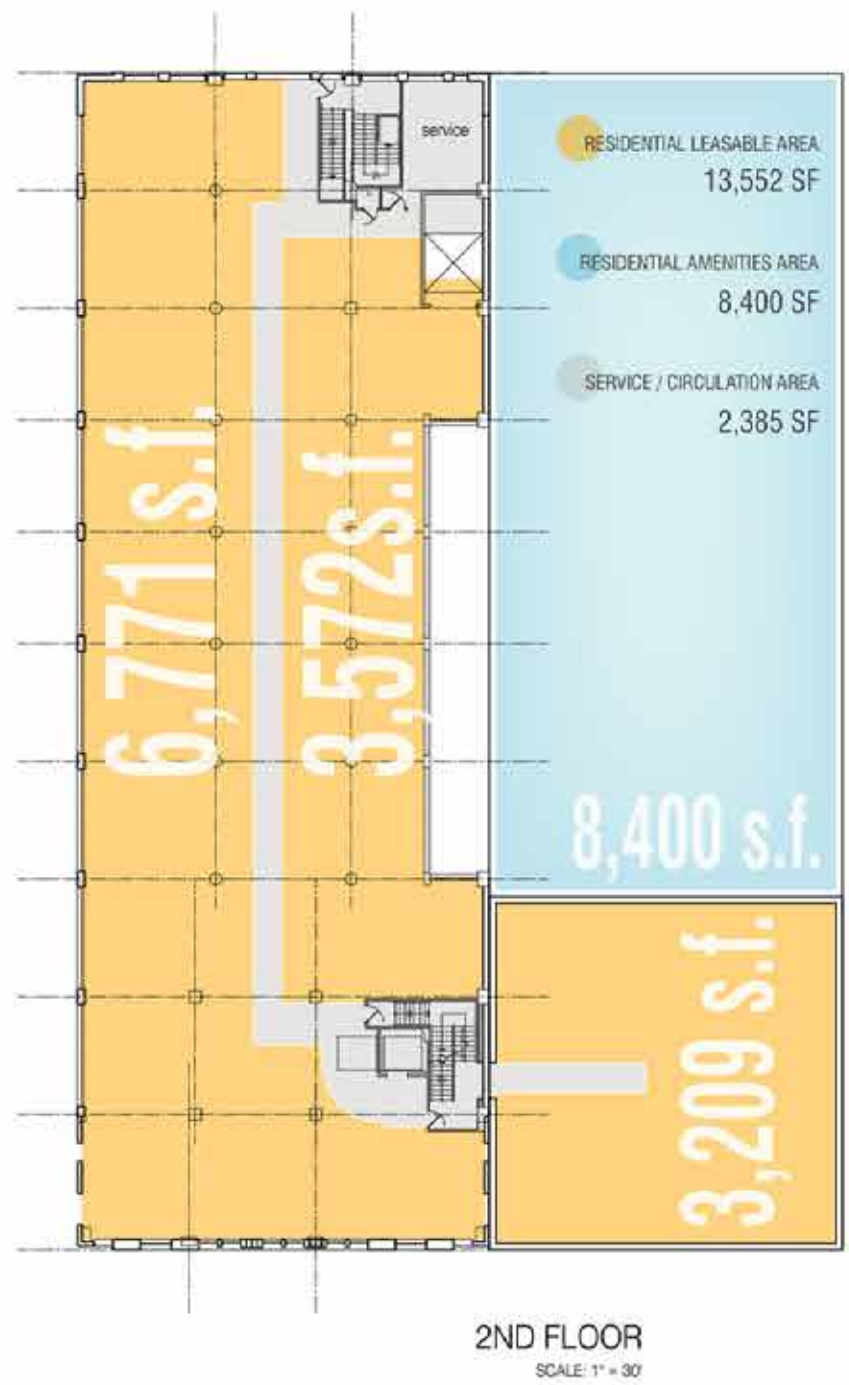 service
RESIDENTIAL LEASABLE AREA
13,552 SF
RESIDENTIAL AMENITIES AREA
8,400 SF
SERVICE / CIRCULATION AREA
2,385 SF
6,771 s.f.
3,572s.f.
8,400 s.f.
3,209 s.f.
2ND FLOOR
SCALE: 1" = 30'